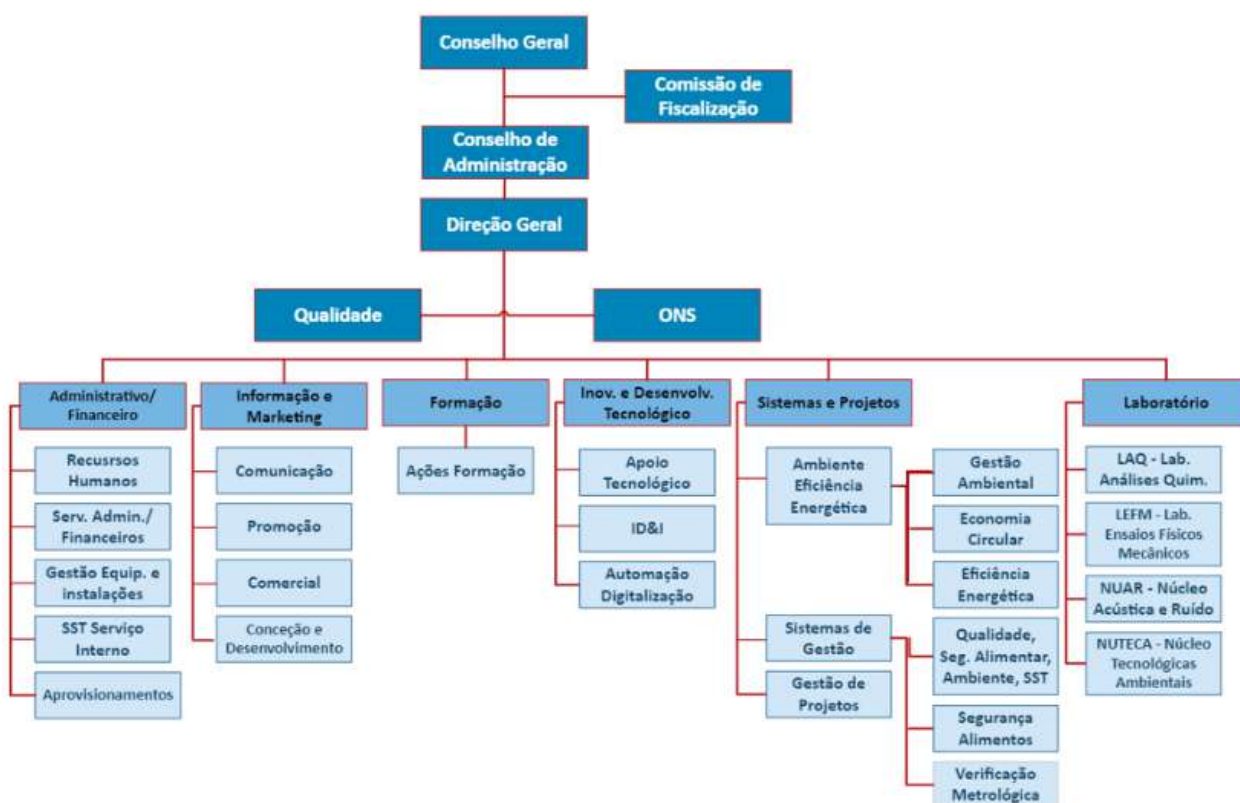 Conselho Geral
Comissão de
Fiscalização
Conselho de
Administração
Direção Geral
Qualidade
ONS
Administrativo/
Financeiro
Recusrsos
Humanos
Serv. Admin./
Financeiros
Gestão Equip. e
instalações
SST Serviço
Interno
Aprovisionamentos
Informação e
Marketing
Comunicação
Promoção
Comercial
Conceção e
Desenvolvimento
Formação
Ações Formação
Inov. e Desenvolv.
Tecnológico
Apoio
Tecnológico
ID&I
Automação
Digitalização
Sistemas e Projetos
Ambiente
Eficiência
Energética
Gestão
Ambiental
Economia
Circular
Eficiência
Energética
Sistemas de
Gestão
Qualidade,
Seg. Alimentar,
Ambiente, SST
Segurança
Alimentos
Verificação
Metrológica
Gestão de
Projetos
Laboratório
LAQ - Lab.
Análises Quim.
LEFM - Lab.
Ensaios Físicos
Mecânicos
NUAR - Núcleo
Acústica e Ruído
NUTECA - Núcleo
Tecnológicas
Ambientais